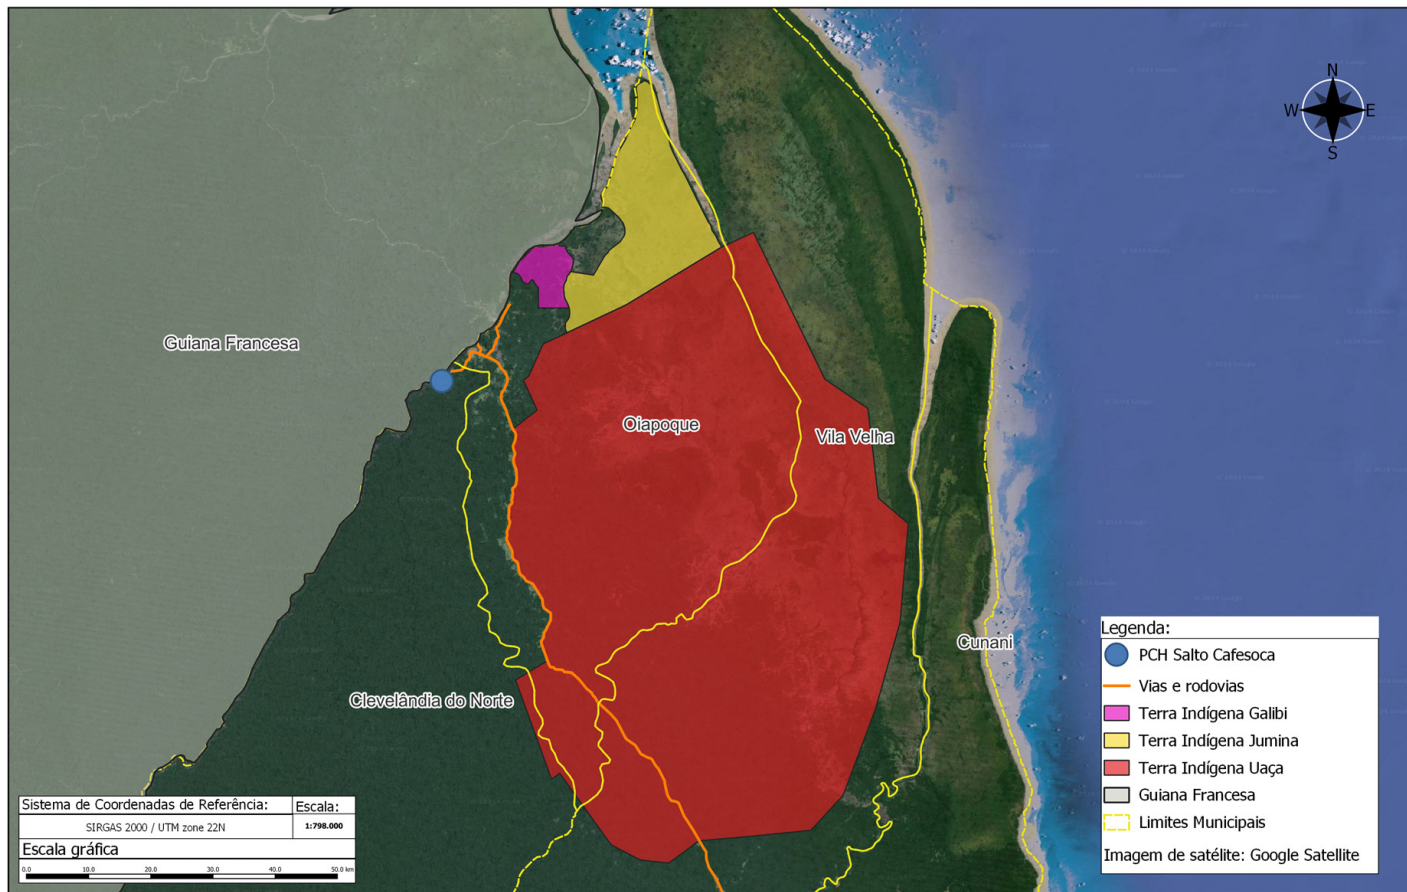 N
W E
S
Guiana Francesa
Oiapoque
Vila Velha
Cunani
Clevelândia do Norte
Legenda:
PCH Salto Cafesoca
Vias e rodovias
Terra Indígena Galibi
Terra Indígena Jumina
Terra Indígena Uaça
Guiana Francesa
Limites Municipais
Imagem de satélite: Google Satellite
Sistema de Coordenadas de Referência: Escala:
SIRGAS 2000 / UTM zone 22N 1:798.000
Escala gráfica
0.0 10.0 20.0 30.0 40.0 50.0 km